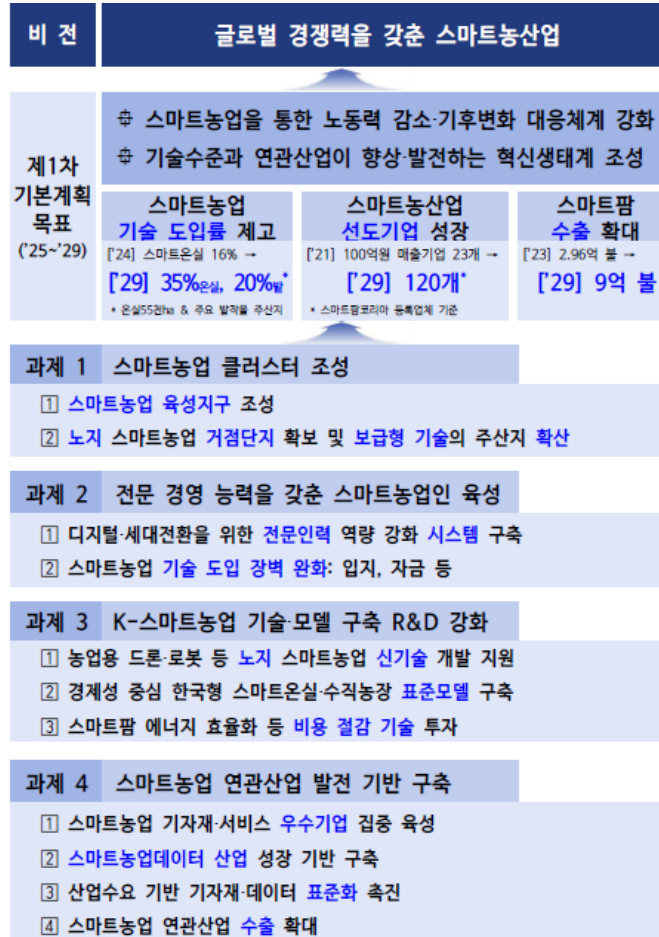 비 전
글로벌 경쟁력을 갖춘 스마트농산업
제1차
기본계획
목표
('25~'29)
⌖ 스마트농업을 통한 노동력 감소·기후변화 대응체계 강화
⌖ 기술수준과 연관산업이 향상·발전하는 혁신생태계 조성
스마트농업
기술 도입률 제고
['24] 스마트온실 16% →
['29] 35%온실, 20%밭*
* 온실55천ha & 주요 밭작물 주산지
스마트농산업
선도기업 성장
['21] 100억원 매출기업 23개 →
['29] 120개*
* 스마트팜코리아 등록업체 기준
스마트팜
수출 확대
['23] 2.96억 불 →
['29] 9억 불
과제 1 스마트농업 클러스터 조성
1 스마트농업 육성지구 조성
2 노지 스마트농업 거점단지 확보 및 보급형 기술의 주산지 확산
과제 2 전문 경영 능력을 갖춘 스마트농업인 육성
1 디지털·세대전환을 위한 전문인력 역량 강화 시스템 구축
2 스마트농업 기술 도입 장벽 완화: 입지, 자금 등
과제 3 K-스마트농업 기술·모델 구축 R&D 강화
1 농업용 드론·로봇 등 노지 스마트농업 신기술 개발 지원
2 경제성 중심 한국형 스마트온실·수직농장 표준모델 구축
3 스마트팜 에너지 효율화 등 비용 절감 기술 투자
과제 4 스마트농업 연관산업 발전 기반 구축
1 스마트농업 기자재·서비스 우수기업 집중 육성
2 스마트농업데이터 산업 성장 기반 구축
3 산업수요 기반 기자재·데이터 표준화 촉진
4 스마트농업 연관산업 수출 확대